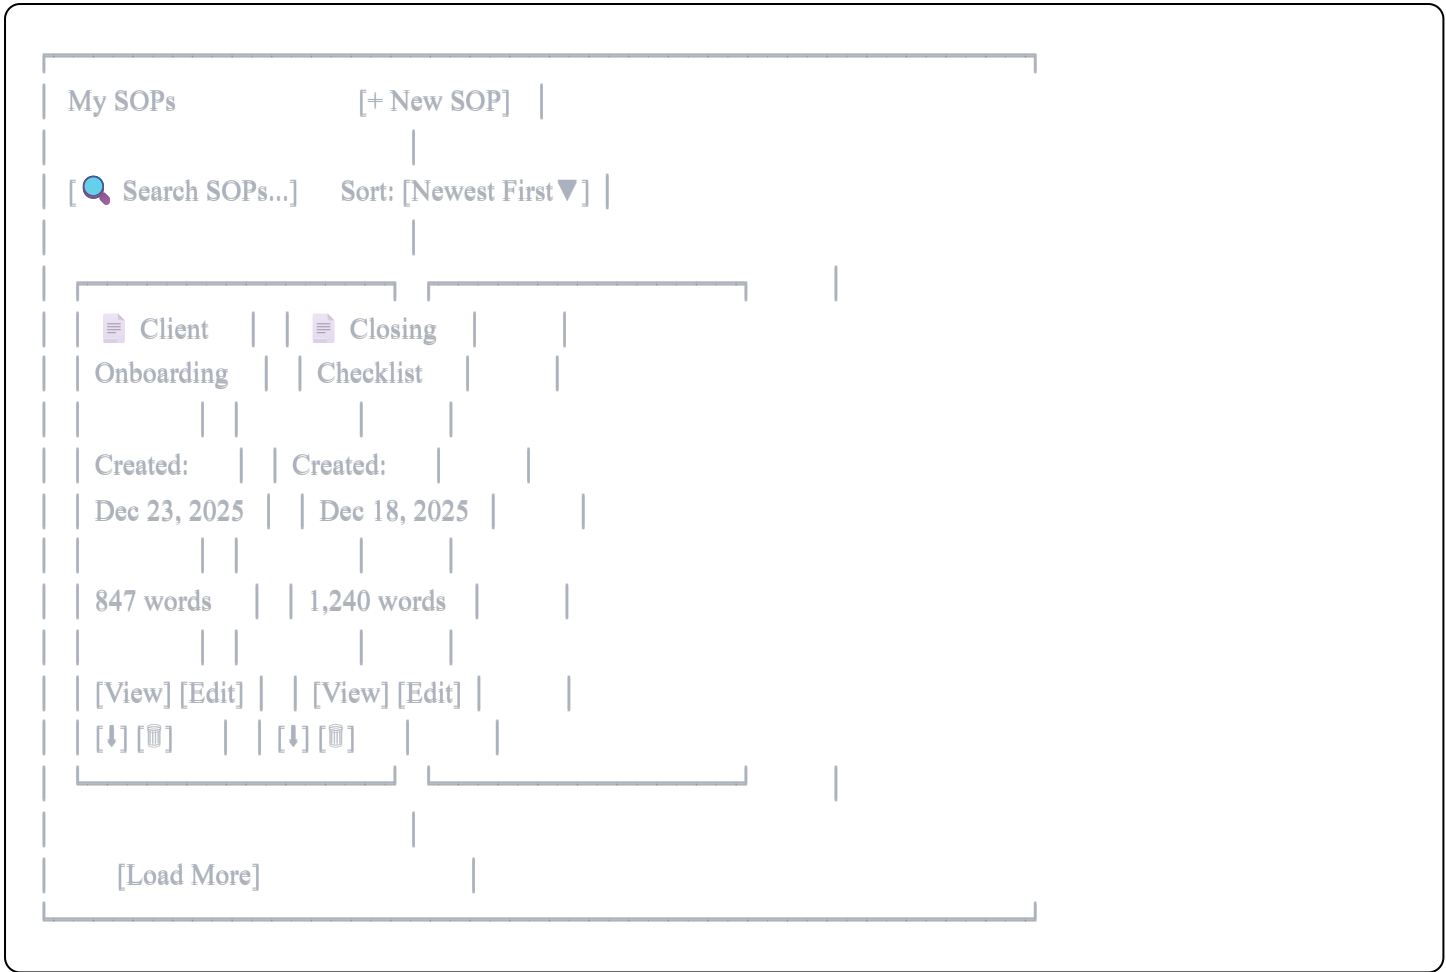 My SOPs [+ New SOP]
[🔍 Search SOPs...] Sort: [Newest First▼]
📄 Client 📄 Closing
Onboarding Checklist
Created: Created:
Dec 23, 2025 Dec 18, 2025
847 words 1,240 words
[View] [Edit] [View] [Edit]
[⬇] [🗑] [⬇] [🗑]
[Load More]